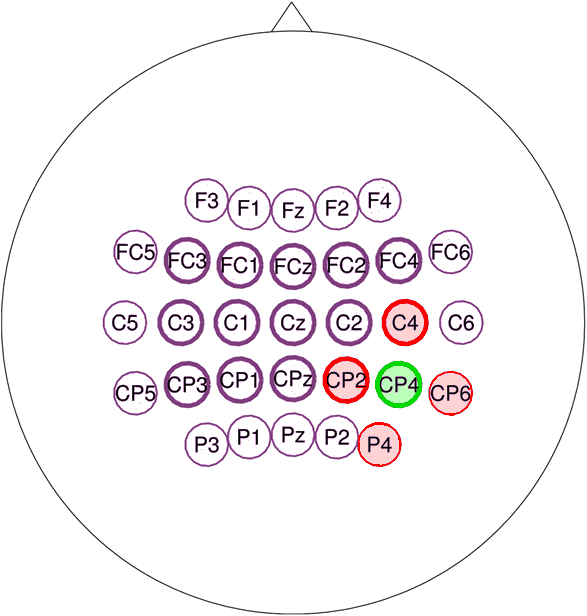 F3 F1 Fz F2 F4
FC5 FC3 FC1 FCz FC2 FC4 FC6
C5 C3 C1 Cz C2 C4 C6
CP5 CP3 CP1 CPz CP2 CP4 CP6
P3 P1 Pz P2 P4